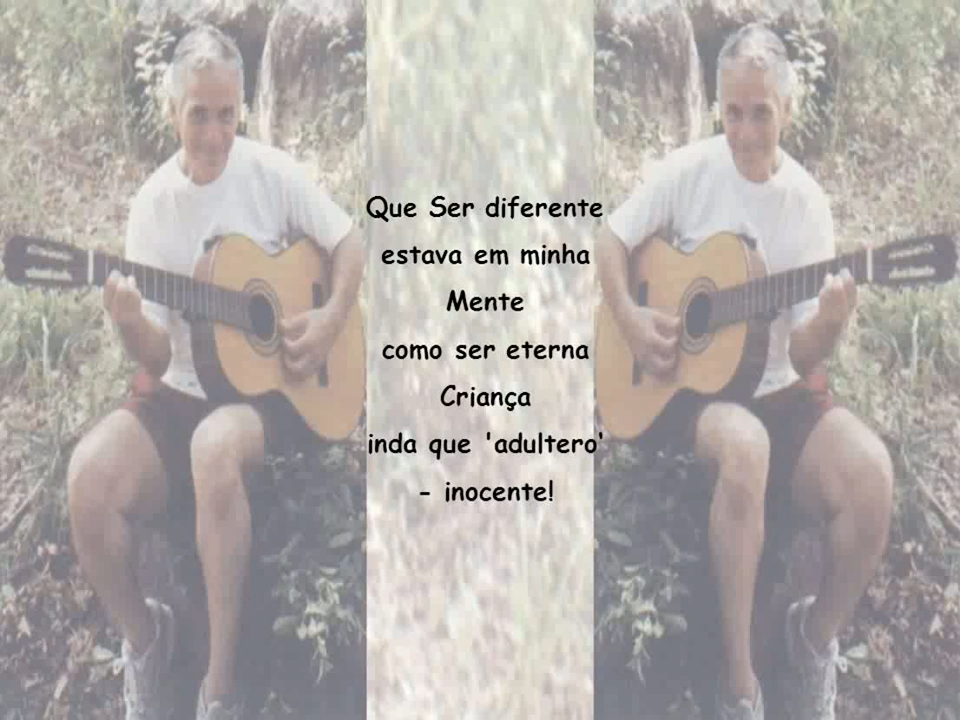 Que Ser diferente
estava em minha
Mente
como ser eterna
Criança
inda que 'adultero'
- inocente!